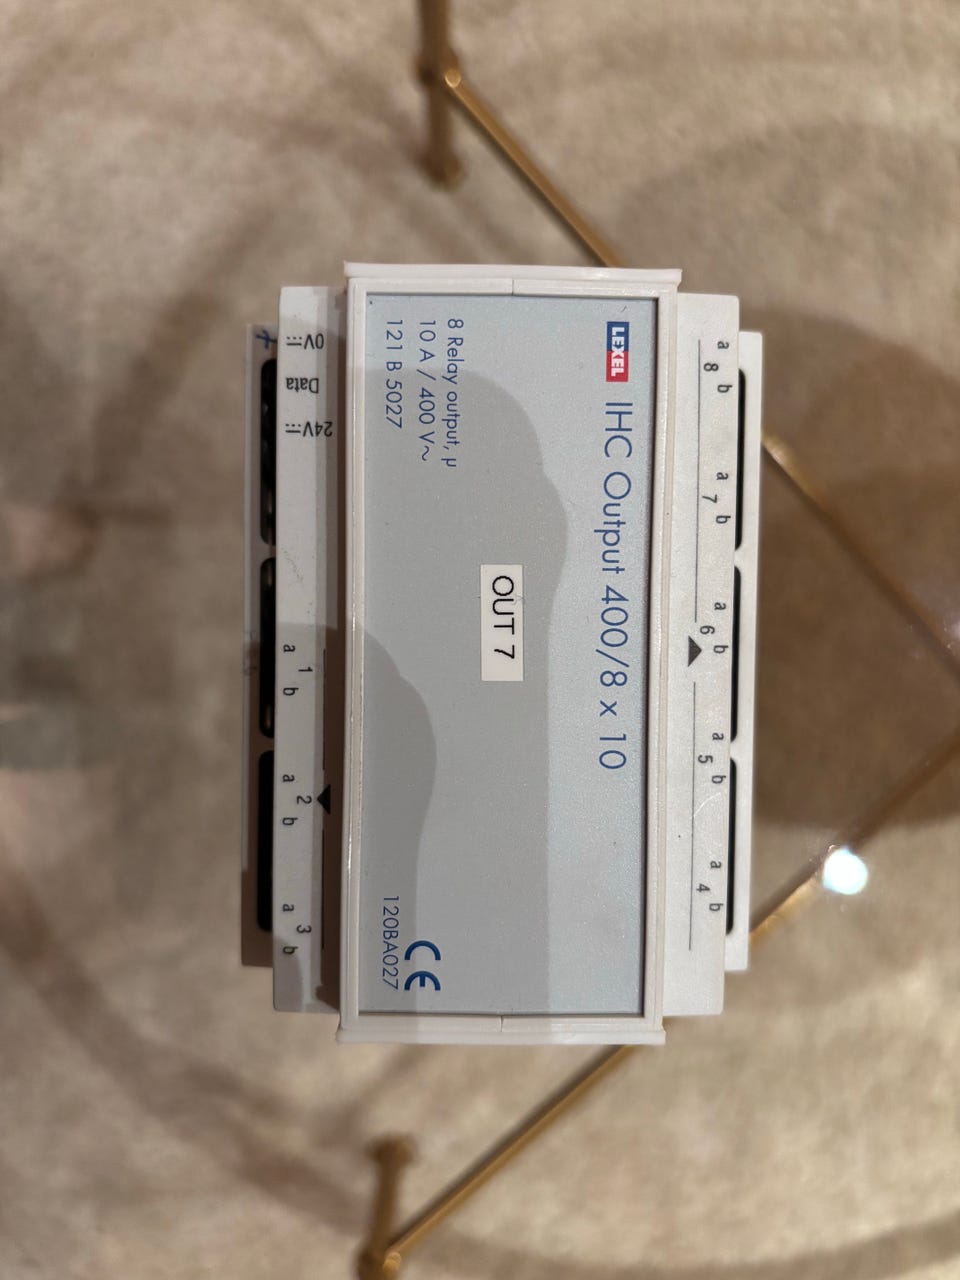 a 8 b a 7 b a 6 b a 5 b a 4 b
LEXEL IHC Output 400/8 x 10
OUT 7
8 Relay output, µ
10 A / 400 V~
121 B 5027
CE
120BA027
0V⎓ Data 24V⎓
a 1 b a 2 b a 3 b